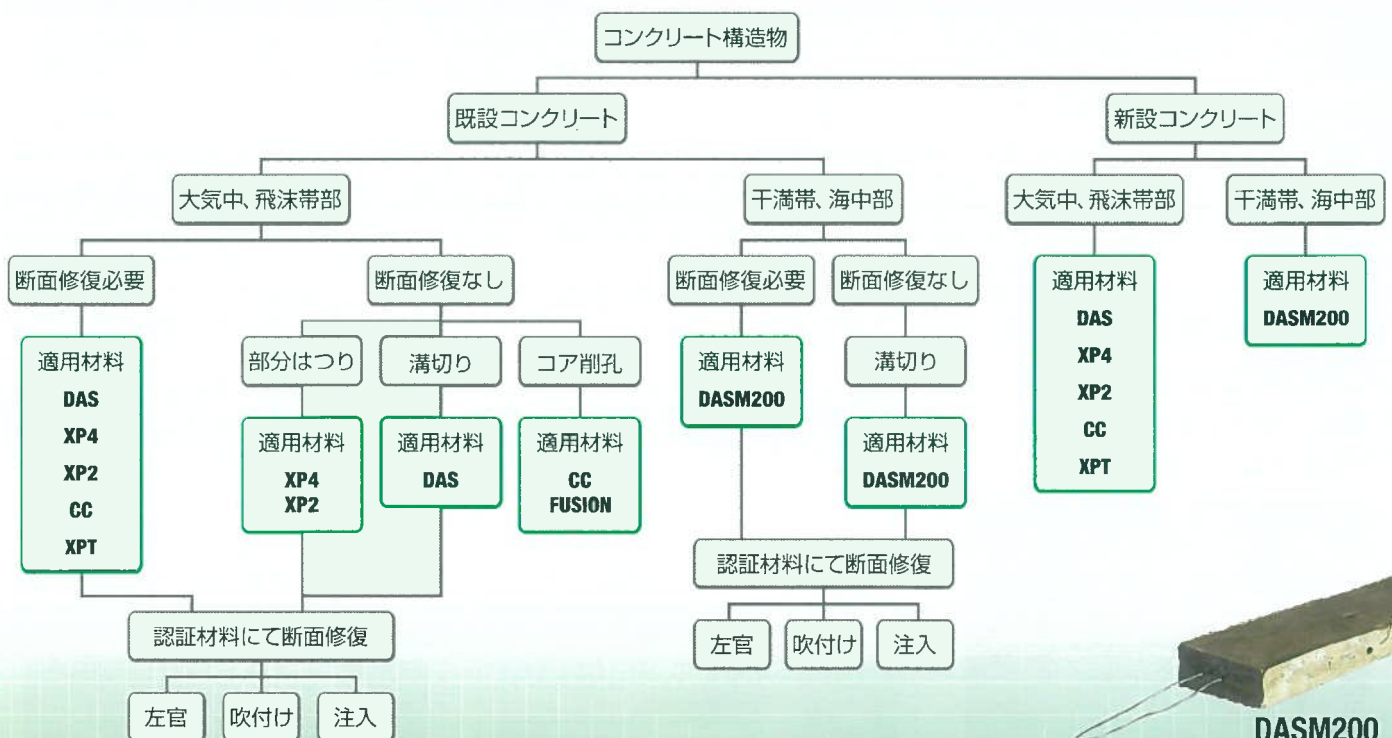 コンクリート構造物
既設コンクリート
新設コンクリート
大気中、飛沫帯部
干満帯、海中部
大気中、飛沫帯部
干満帯、海中部
断面修復必要
断面修復なし
断面修復必要
断面修復なし
適用材料
DAS
XP4
XP2
CC
XPT
適用材料
DASM200
適用材料
DAS
XP4
XP2
CC
XPT
部分はつり
溝切り
コア削孔
適用材料
DASM200
溝切り
適用材料
XP4
XP2
適用材料
DAS
適用材料
CC
FUSION
適用材料
DASM200
認証材料にて断面修復
左官
吹付け
注入
認証材料にて断面修復
左官
吹付け
注入
DASM200